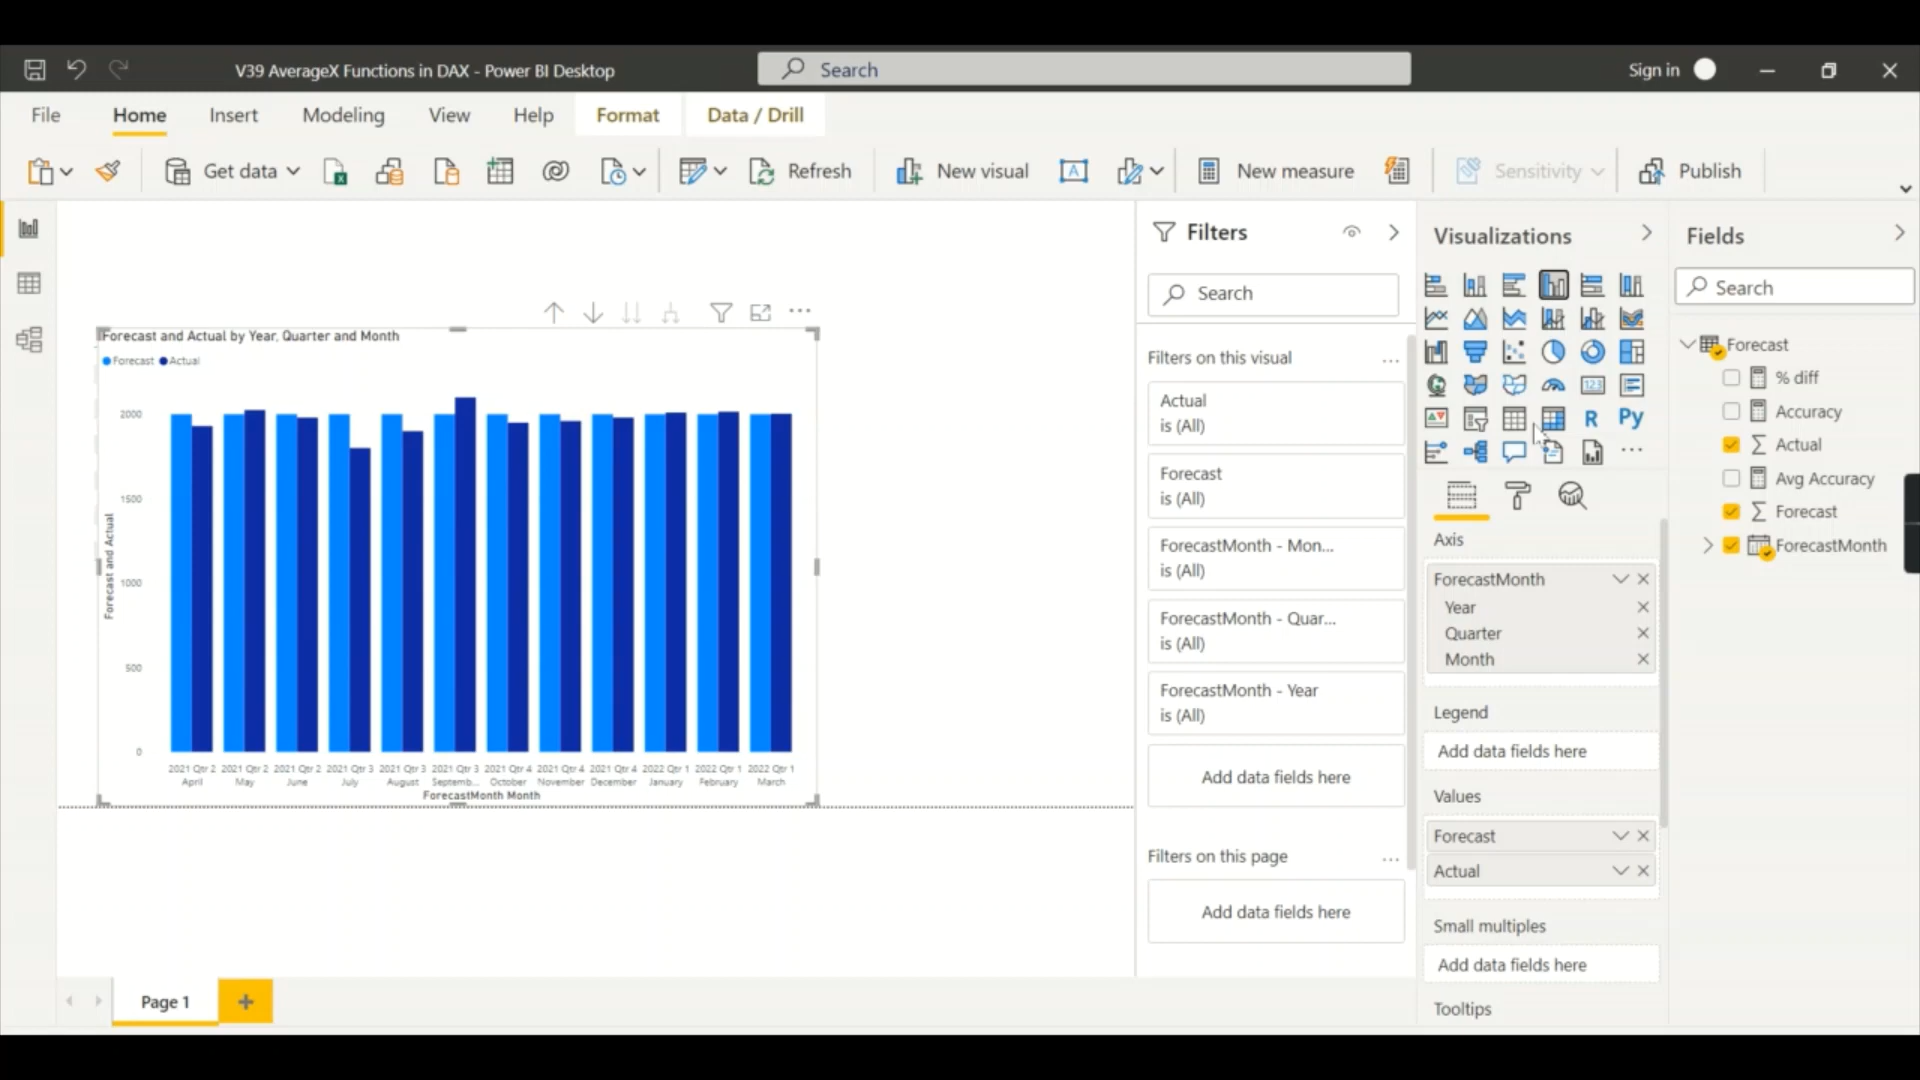 V39 AverageX Functions in DAX - Power BI Desktop
Search
Sign in
File
Home
Insert
Modeling
View
Help
Format
Data / Drill
Get data
Refresh
New visual
A
New measure
Sensitivity
Publish
Forecast and Actual by Year, Quarter and Month
Forecast
Actual
Forecast and Actual
2000
1500
1000
500
0
2021 Qtr 2 April
2021 Qtr 2 May
2021 Qtr 2 June
2021 Qtr 3 July
2021 Qtr 3 August
2021 Qtr 3 Septemb...
2021 Qtr 4 October
2021 Qtr 4 November
2021 Qtr 4 December
2022 Qtr 1 January
2022 Qtr 1 February
2022 Qtr 1 March
ForecastMonth Month
Page 1
Filters
Search
Filters on this visual
Actual
is (All)
Forecast
is (All)
ForecastMonth - Mon...
is (All)
ForecastMonth - Quar...
is (All)
ForecastMonth - Year
is (All)
Add data fields here
Filters on this page
Add data fields here
Visualizations
123
R
Py
Axis
ForecastMonth
Year
Quarter
Month
Legend
Add data fields here
Values
Forecast
Actual
Small multiples
Add data fields here
Tooltips
Fields
Search
Forecast
% diff
Accuracy
Actual
Avg Accuracy
Forecast
ForecastMonth